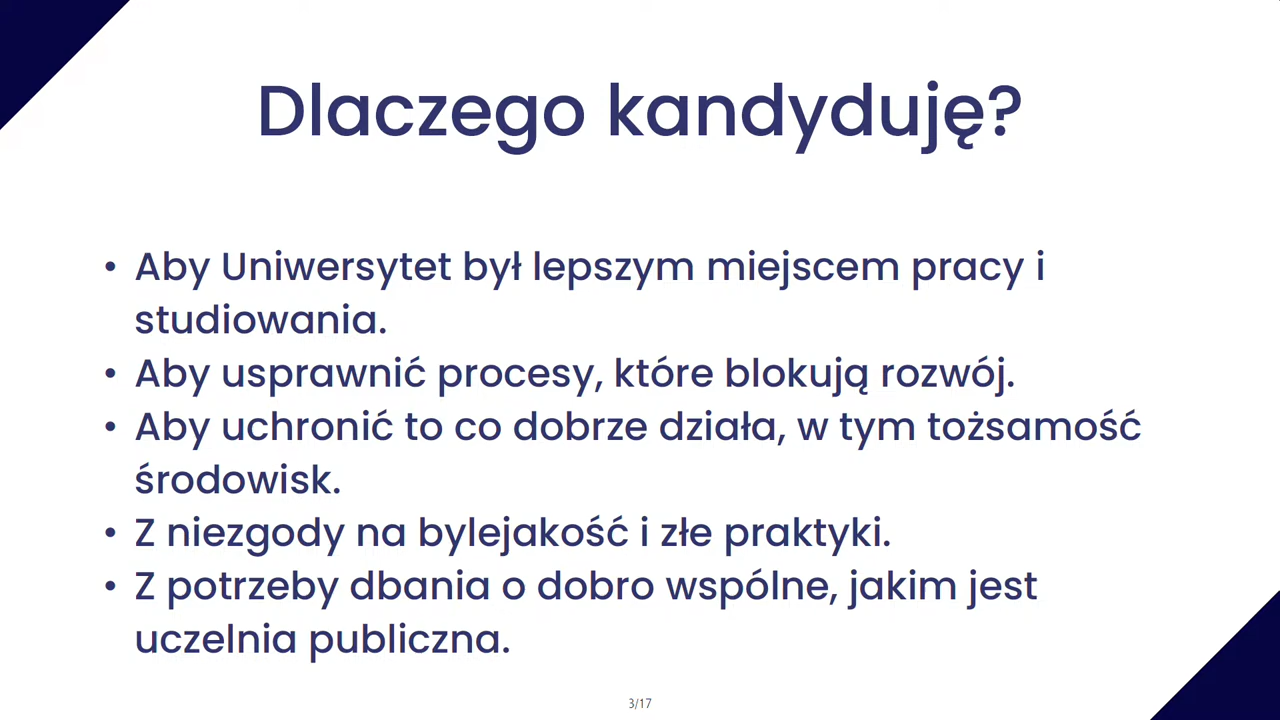 Dlaczego kandyduję?
• Aby Uniwersytet był lepszym miejscem pracy i
studiowania.
• Aby usprawnić procesy, które blokują rozwój.
• Aby uchronić to co dobrze działa, w tym tożsamość
środowisk.
• Z niezgody na bylejakość i złe praktyki.
• Z potrzeby dbania o dobro wspólne, jakim jest
uczelnia publiczna.
3/17